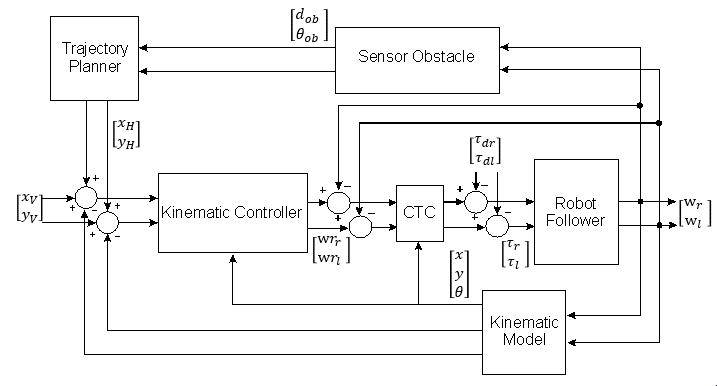 d_ob
θ_ob
Trajectory
Planner
Sensor Obstacle
x_H
y_H
τ_dr
τ_dl
+
+
+
−
+
−
x_V
y_V
+
−
+
−
Kinematic Controller
+
−
+
−
CTC
+
−
+
−
Robot
Follower
w_r
w_l
wr_r
wr_l
τ_r
τ_l
x
y
θ
Kinematic
Model